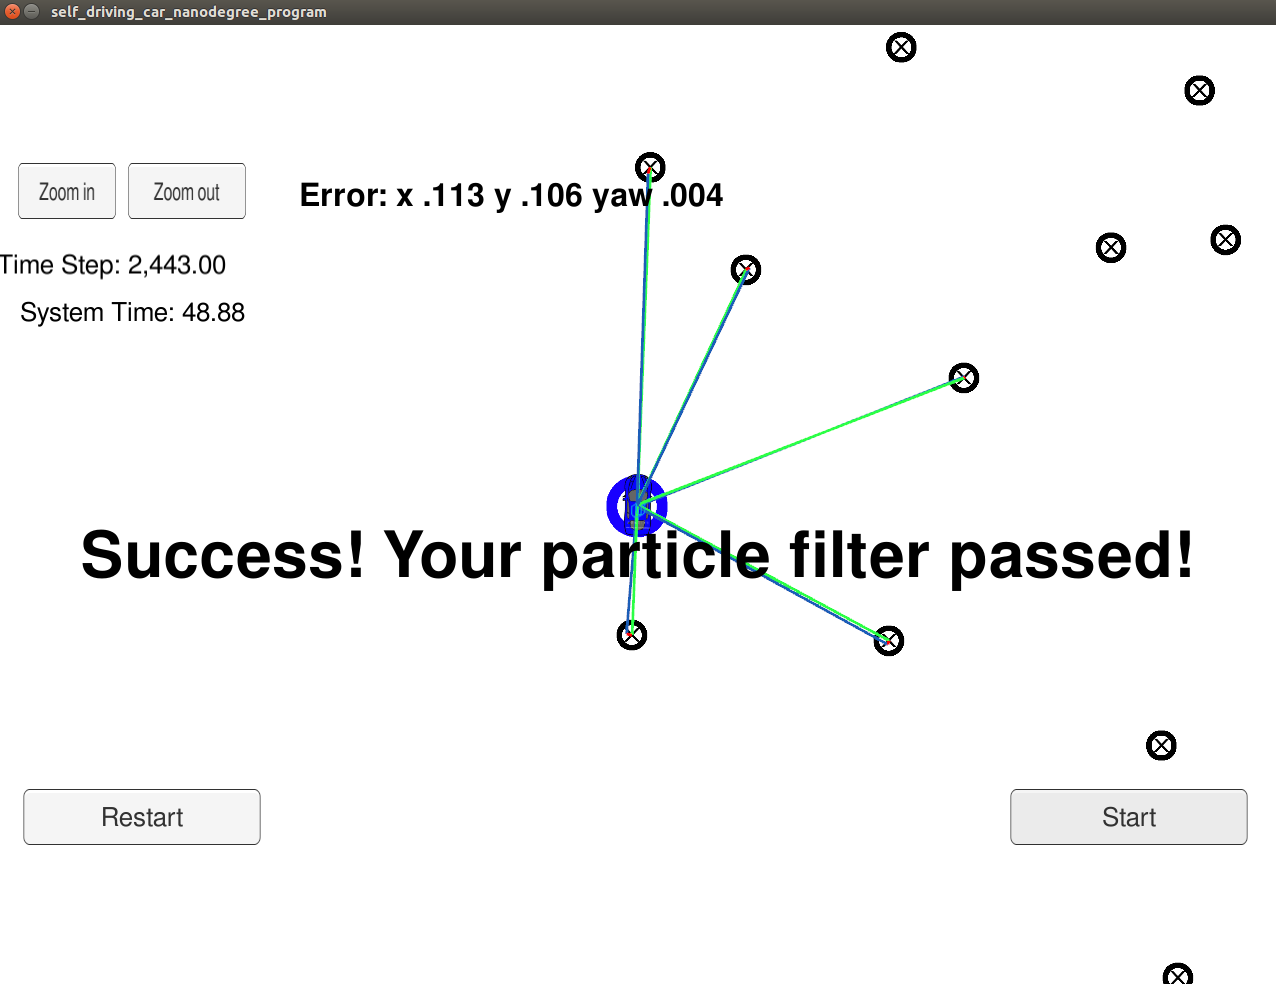 self_driving_car_nanodegree_program
Zoom in
Zoom out
Error: x .113 y .106 yaw .004
Time Step: 2,443.00
System Time: 48.88
Success! Your particle filter passed!
Restart
Start